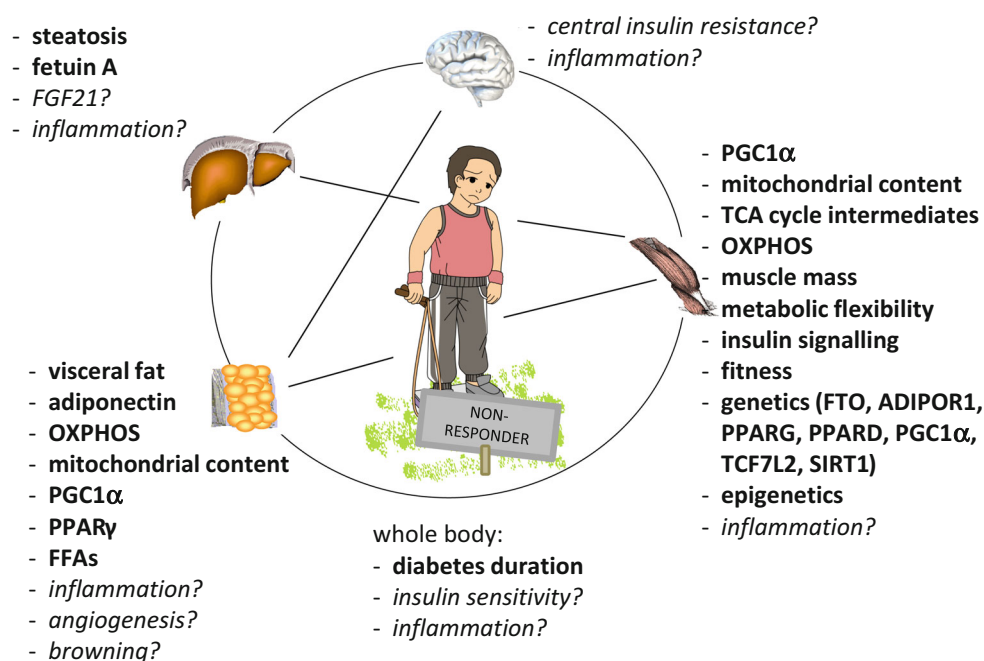 - steatosis
- fetuin A
- FGF21?
- inflammation?
- central insulin resistance?
- inflammation?
- PGC1α
- mitochondrial content
- TCA cycle intermediates
- OXPHOS
- muscle mass
- metabolic flexibility
- insulin signalling
- fitness
- genetics (FTO, ADIPOR1,
PPARG, PPARD, PGC1α,
TCF7L2, SIRT1)
- epigenetics
- inflammation?
- visceral fat
- adiponectin
- OXPHOS
- mitochondrial content
- PGC1α
- PPARγ
- FFAs
- inflammation?
- angiogenesis?
- browning?
NON-
RESPONDER
whole body:
- diabetes duration
- insulin sensitivity?
- inflammation?